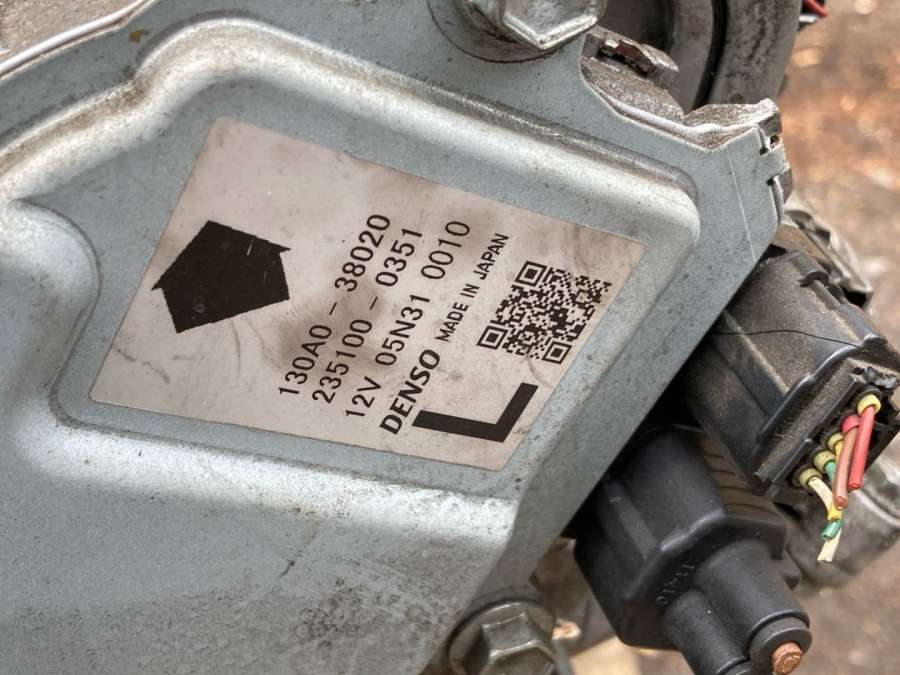 130A0-38020
235100-0351
12V 05N31 0010
DENSO MADE IN JAPAN
L